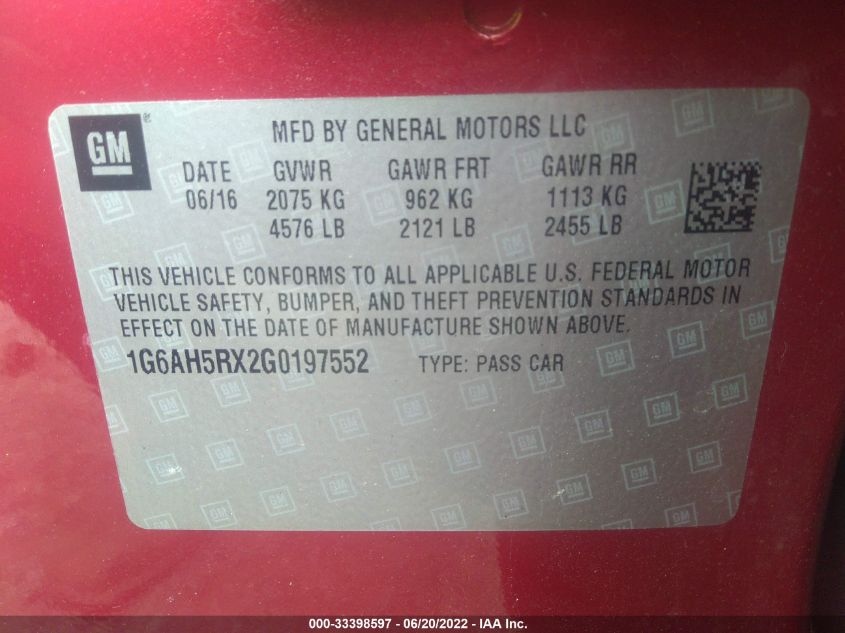 GM
MFD BY GENERAL MOTORS LLC
DATE GVWR GAWR FRT GAWR RR
06/16 2075 KG 962 KG 1113 KG
4576 LB 2121 LB 2455 LB
THIS VEHICLE CONFORMS TO ALL APPLICABLE U.S. FEDERAL MOTOR
VEHICLE SAFETY, BUMPER, AND THEFT PREVENTION STANDARDS IN
EFFECT ON THE DATE OF MANUFACTURE SHOWN ABOVE.
1G6AH5RX2G0197552 TYPE: PASS CAR
000-33398597 - 06/20/2022 - IAA Inc.